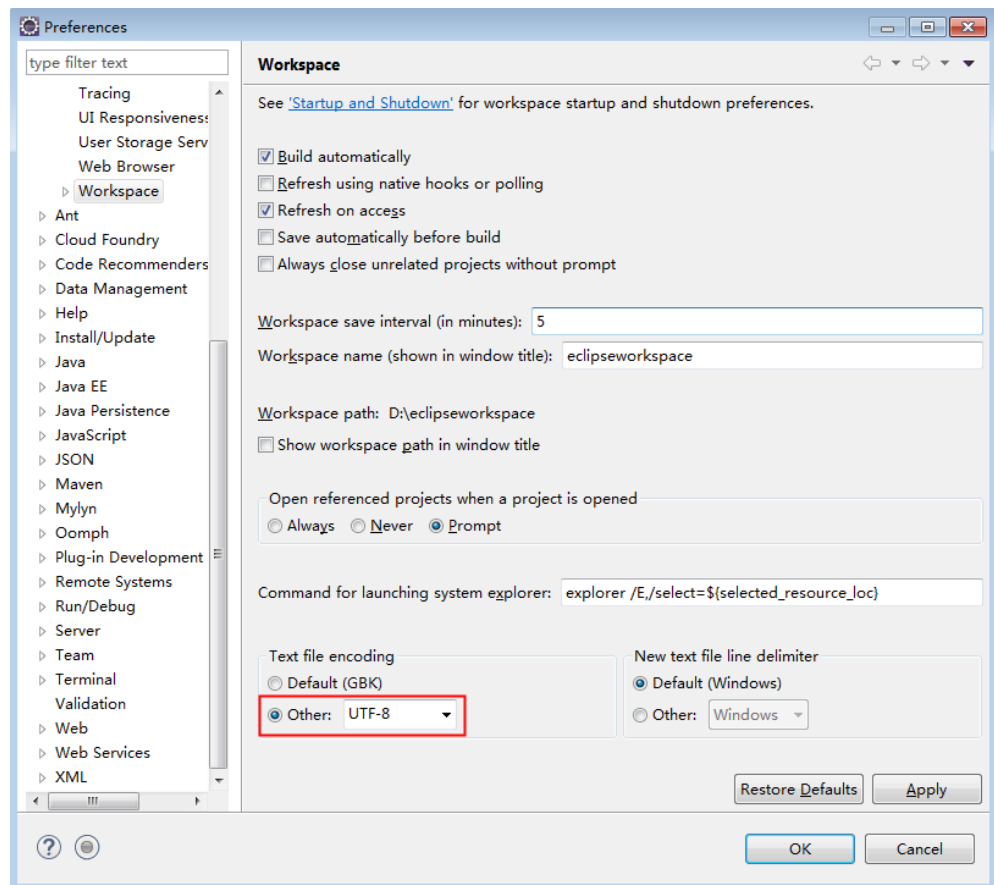 Preferences
type filter text
Tracing
UI Responsiveness
User Storage Serv
Web Browser
Workspace
Ant
Cloud Foundry
Code Recommenders
Data Management
Help
Install/Update
Java
Java EE
Java Persistence
JavaScript
JSON
Maven
Mylyn
Oomph
Plug-in Development
Remote Systems
Run/Debug
Server
Team
Terminal
Validation
Web
Web Services
XML
Workspace
See 'Startup and Shutdown' for workspace startup and shutdown preferences.
Build automatically
Refresh using native hooks or polling
Refresh on access
Save automatically before build
Always close unrelated projects without prompt
Workspace save interval (in minutes): 5
Workspace name (shown in window title): eclipseworkspace
Workspace path: D:\eclipseworkspace
Show workspace path in window title
Open referenced projects when a project is opened
Always Never Prompt
Command for launching system explorer: explorer /E,/select=${selected_resource_loc}
Text file encoding
Default (GBK)
Other: UTF-8
New text file line delimiter
Default (Windows)
Other: Windows
Restore Defaults Apply
OK Cancel